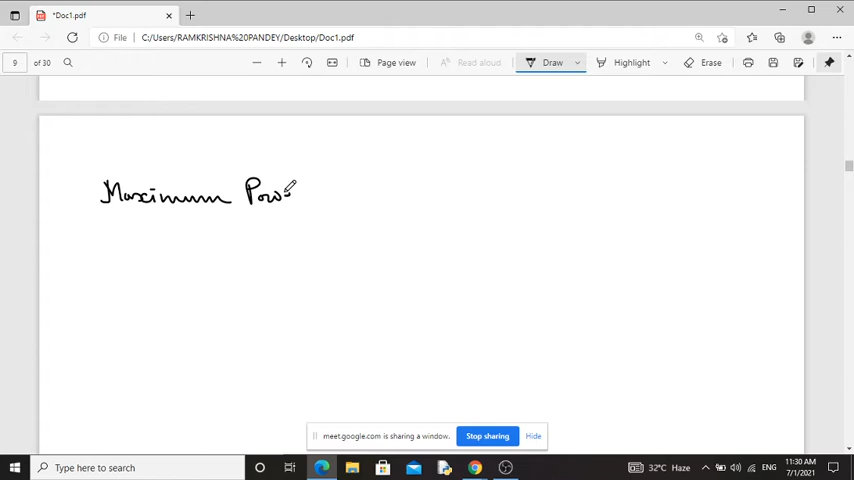 *Doc1.pdf
File C:/Users/RAMKRISHNA%20PANDEY/Desktop/Doc1.pdf
9 of 30 Page view Read aloud Draw Highlight Erase
Maximum
meet.google.com is sharing a window. Stop sharing Hide
Type here to search 32°C Haze ENG 11:30 AM
7/1/2021